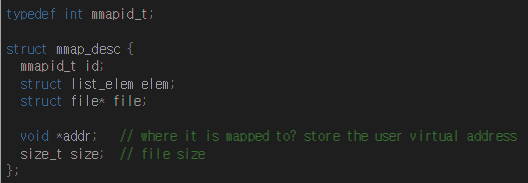 typedef int mmapid_t;
struct mmap_desc {
mmapid_t id;
struct list_elem elem;
struct file* file;
void *addr;   // where it is mapped to? store the user virtual address
size_t size;  // file size
};